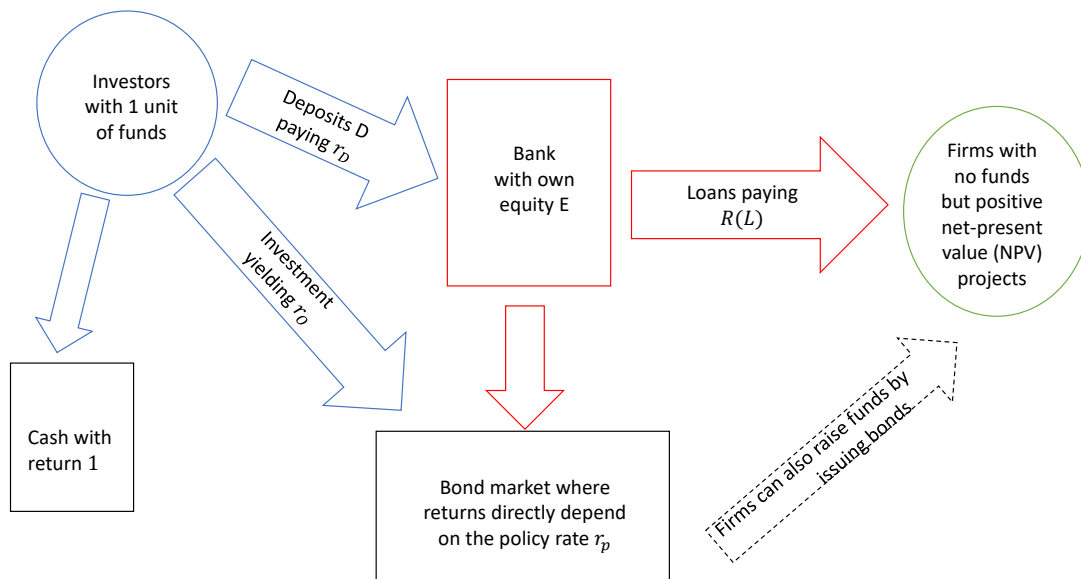 Investors
with 1 unit
of funds
Deposits D
paying r_D
Bank
with own
equity E
Loans paying
R(L)
Firms with
no funds
but positive
net-present
value (NPV)
projects
Investment
yielding r_O
Cash with
return 1
Bond market where
returns directly depend
on the policy rate r_p
Firms can also raise funds by
issuing bonds